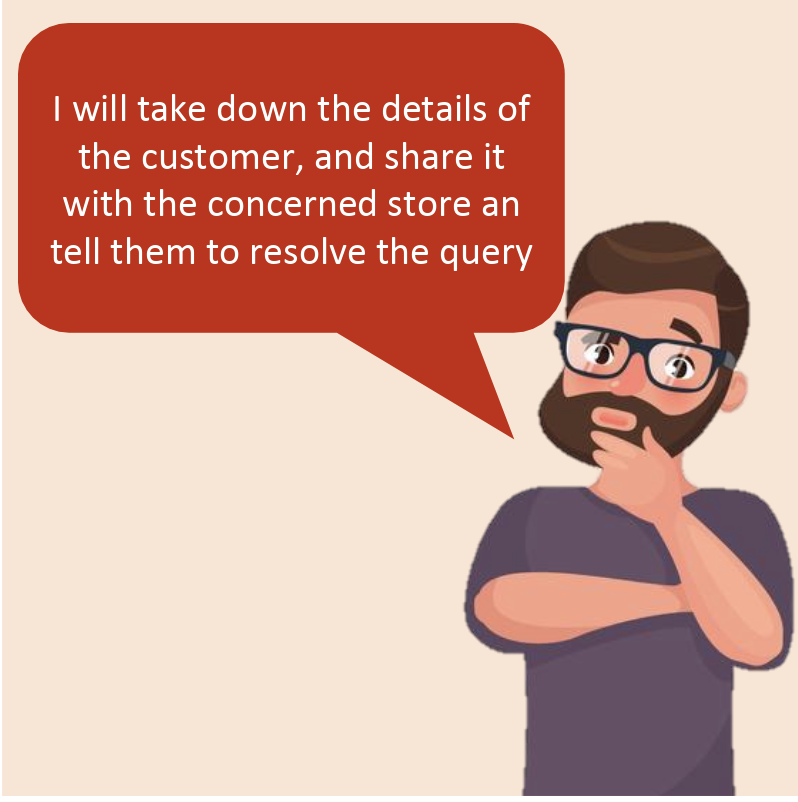 I will take down the details of
the customer, and share it
with the concerned store an
tell them to resolve the query